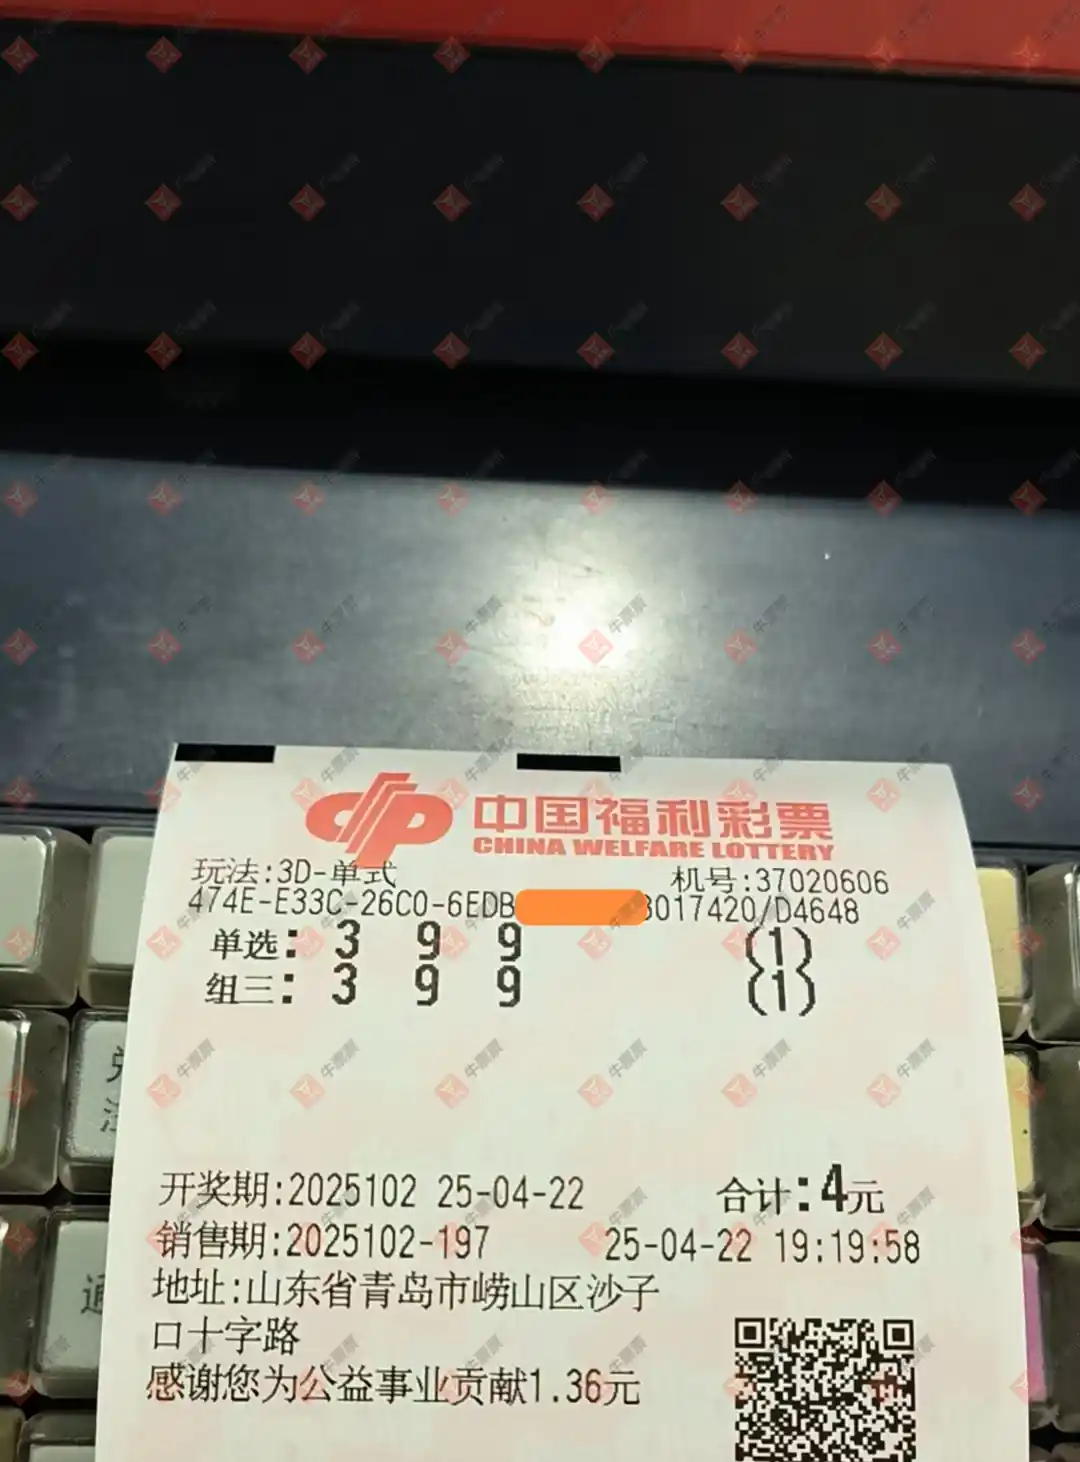 中国福利彩票
CHINA WELFARE LOTTERY
玩法:3D-单式 机号:37020606
474E-E33C-26C0-6EDB 8017420/D4648
单选: 3 9 9 (1)
组三: 3 9 9 (1)
开奖期:2025102 25-04-22 合计:4元
销售期:2025102-197 25-04-22 19:19:58
地址:山东省青岛市崂山区沙子
口十字路
感谢您为公益事业贡献1.36元
牛票票